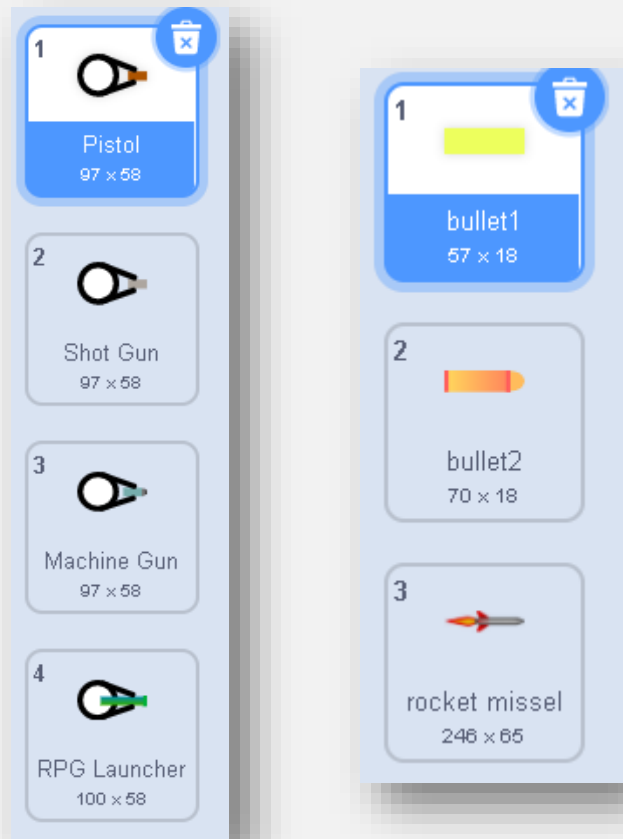 1
Pistol
97 x 58
2
Shot Gun
97 x 58
3
Machine Gun
97 x 58
4
RPG Launcher
100 x 58
1
bullet1
57 x 18
2
bullet2
70 x 18
3
rocket missel
246 x 65